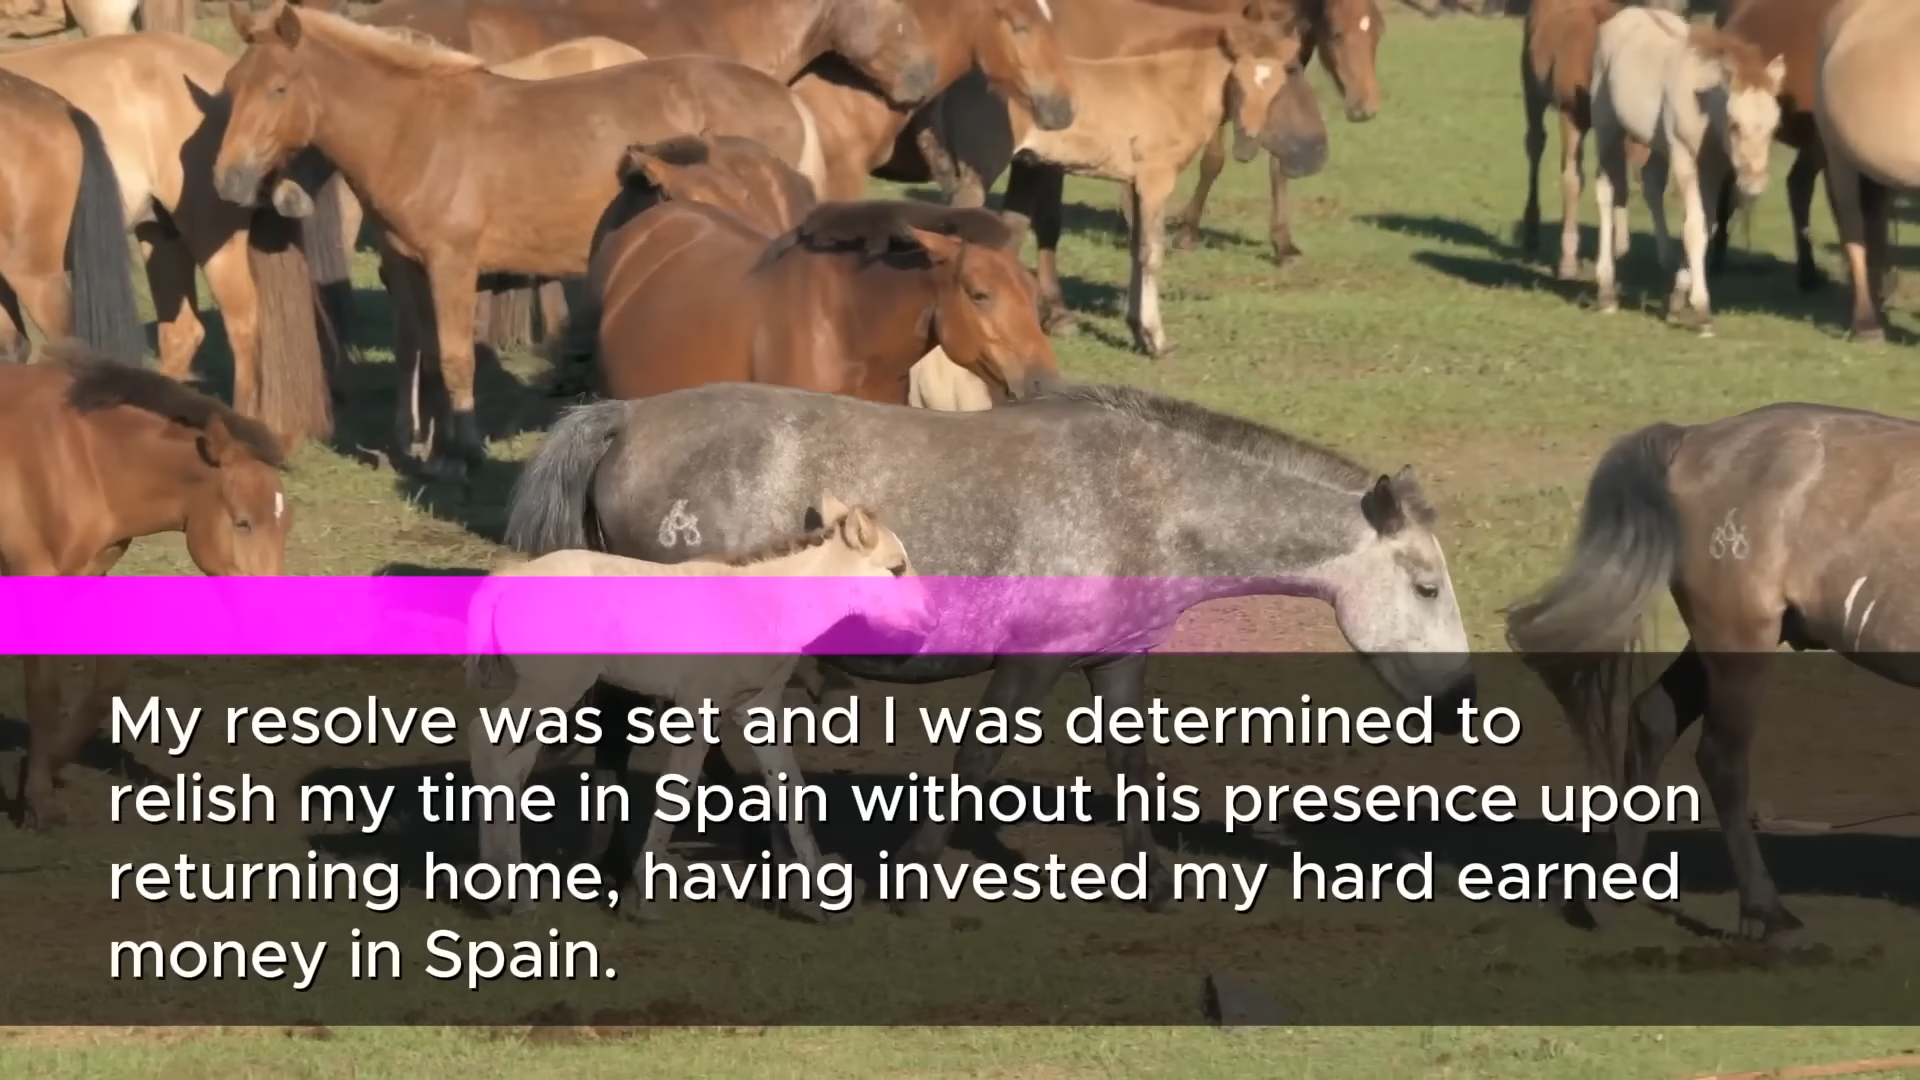 My resolve was set and I was determined to
relish my time in Spain without his presence upon
returning home, having invested my hard earned
money in Spain.